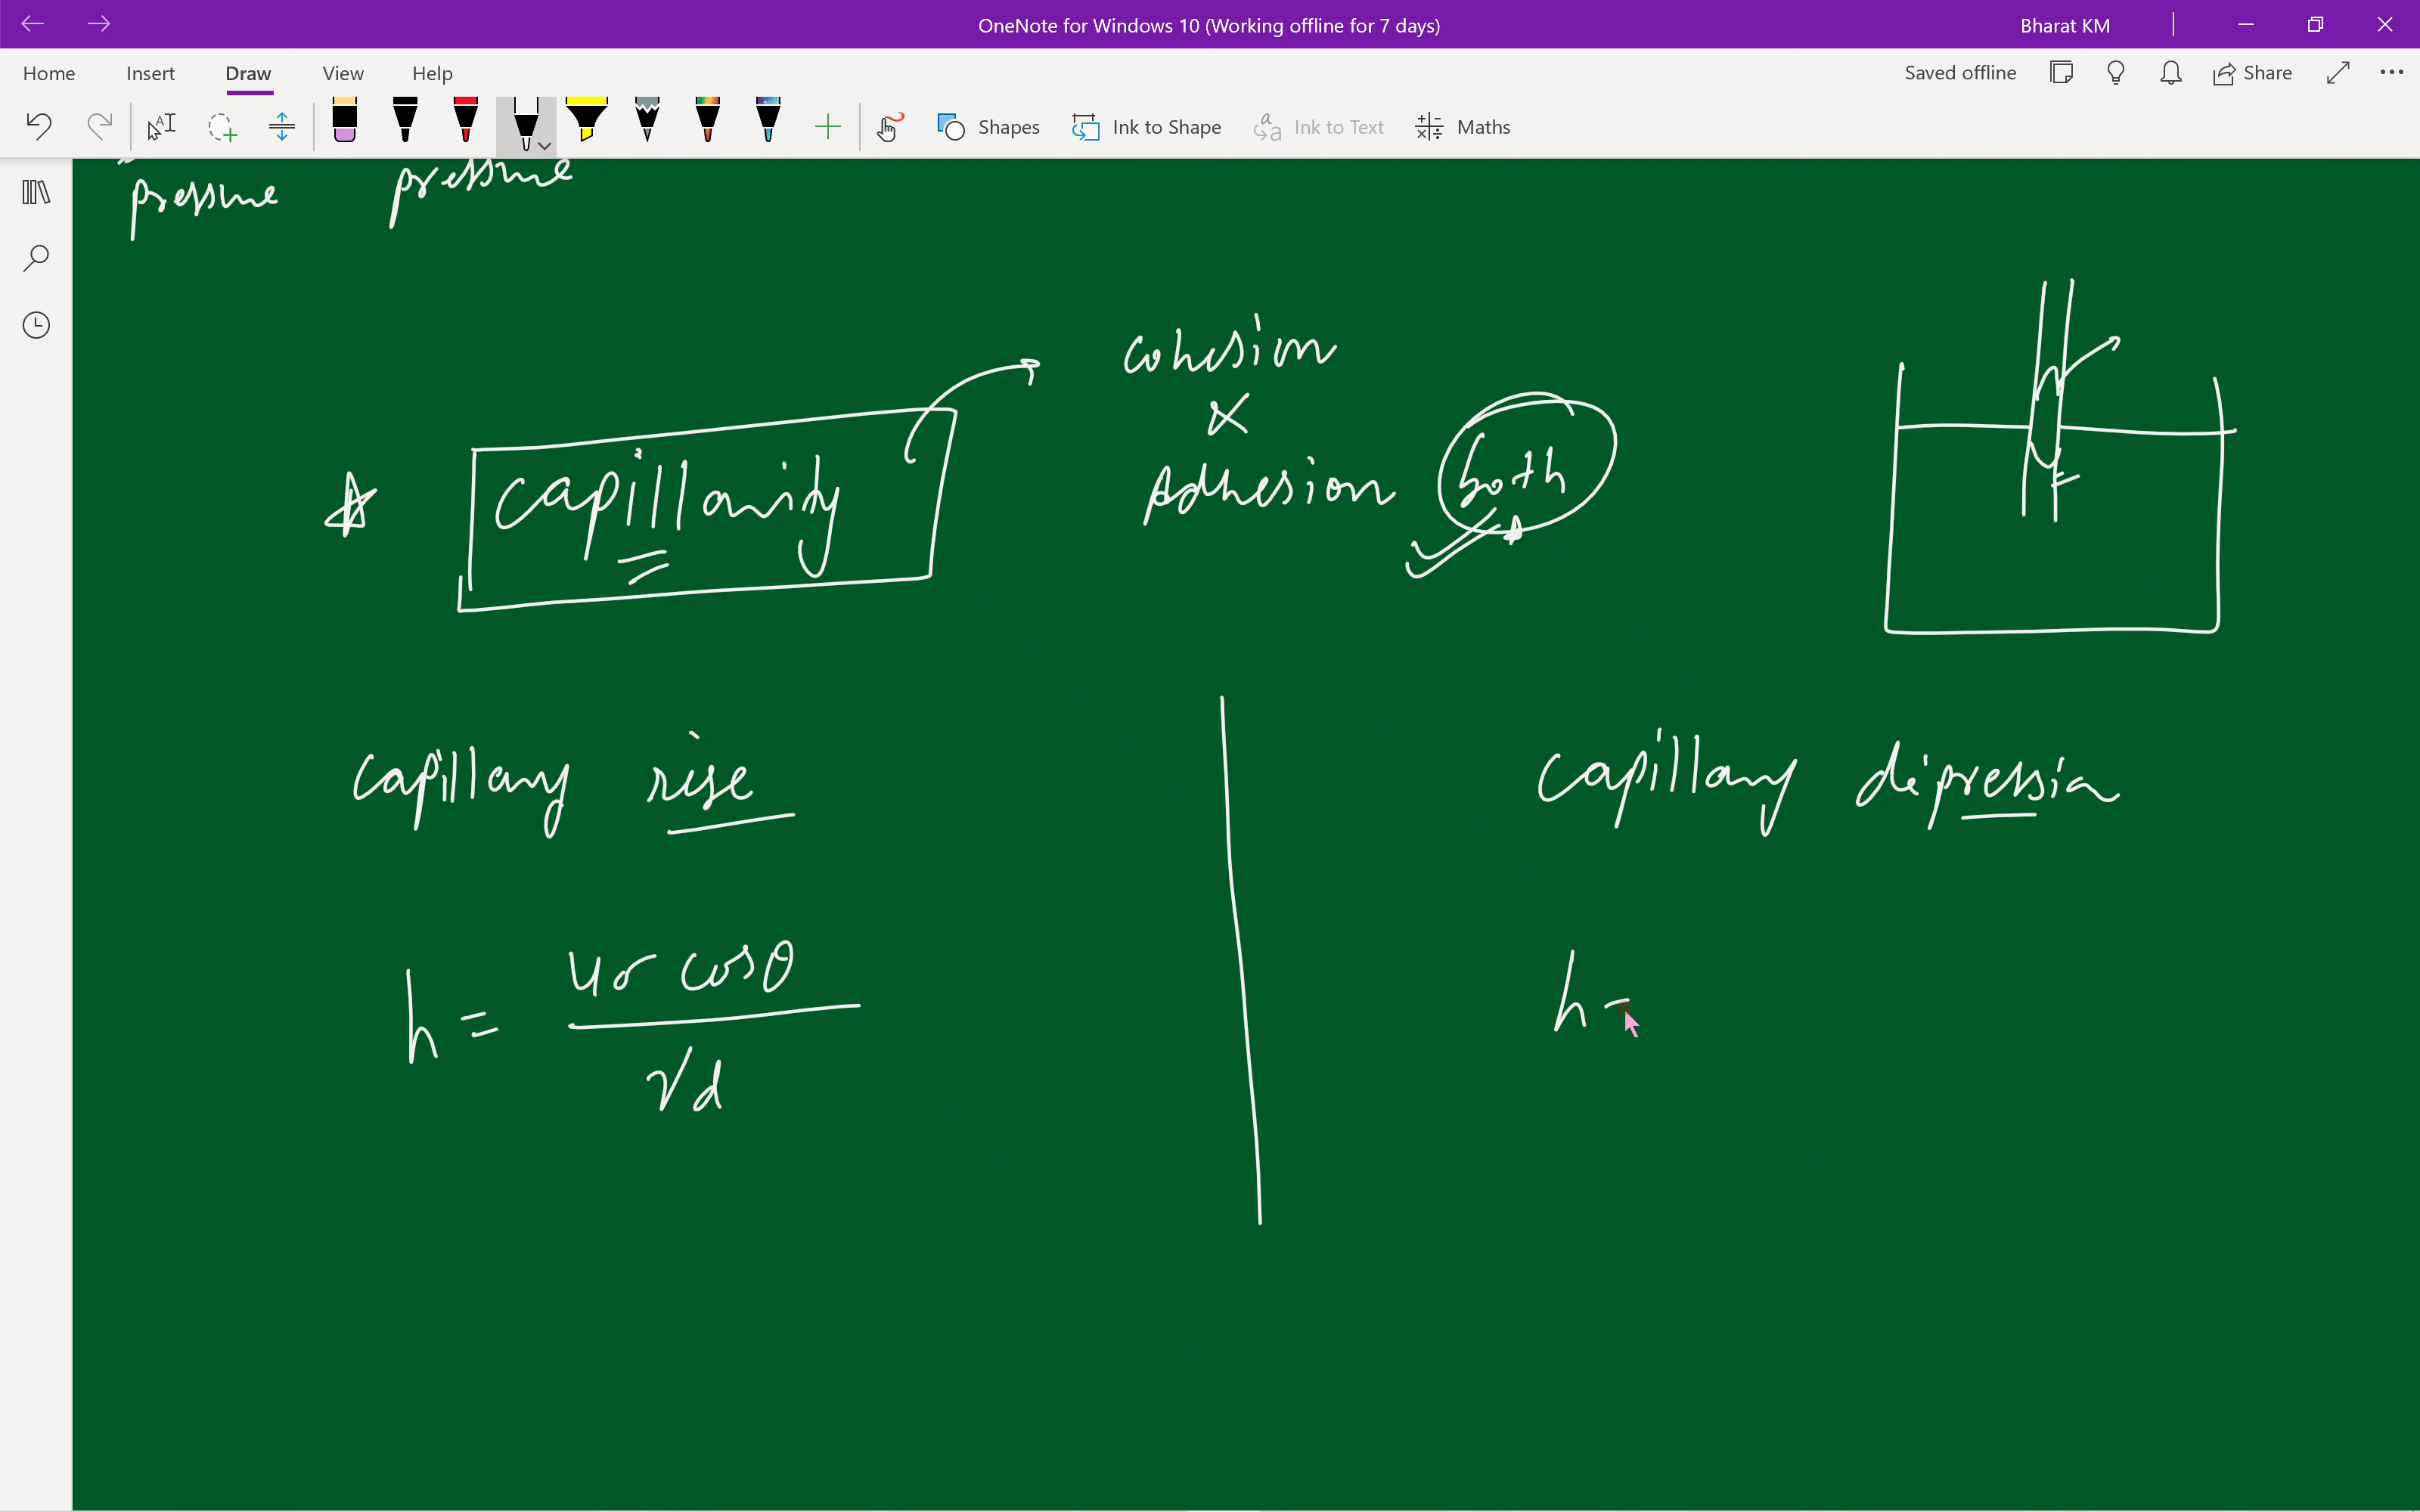 OneNote for Windows 10 (Working offline for 7 days)
Bharat KM
Home Insert Draw View Help
Saved offline Share
Shapes Ink to Shape Ink to Text Maths
pressure pressure
cohesion
&
Adhesion both
capillarity
capillary rise
capillary dipression
h = 4σ cosθ / γd
h =